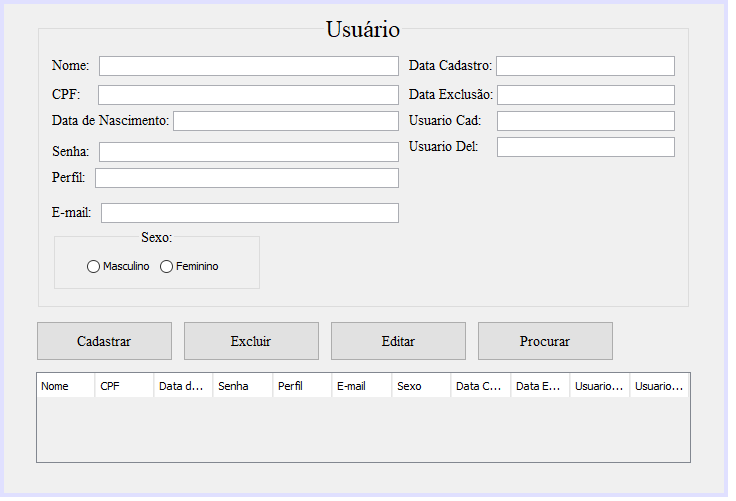 Usuário
Nome:
Data Cadastro:
CPF:
Data Exclusão:
Data de Nascimento:
Usuario Cad:
Senha:
Usuario Del:
Perfil:
E-mail:
Sexo:
Masculino Feminino
Cadastrar Excluir Editar Procurar
Nome CPF Data d... Senha Perfil E-mail Sexo Data C... Data E... Usuario... Usuario...